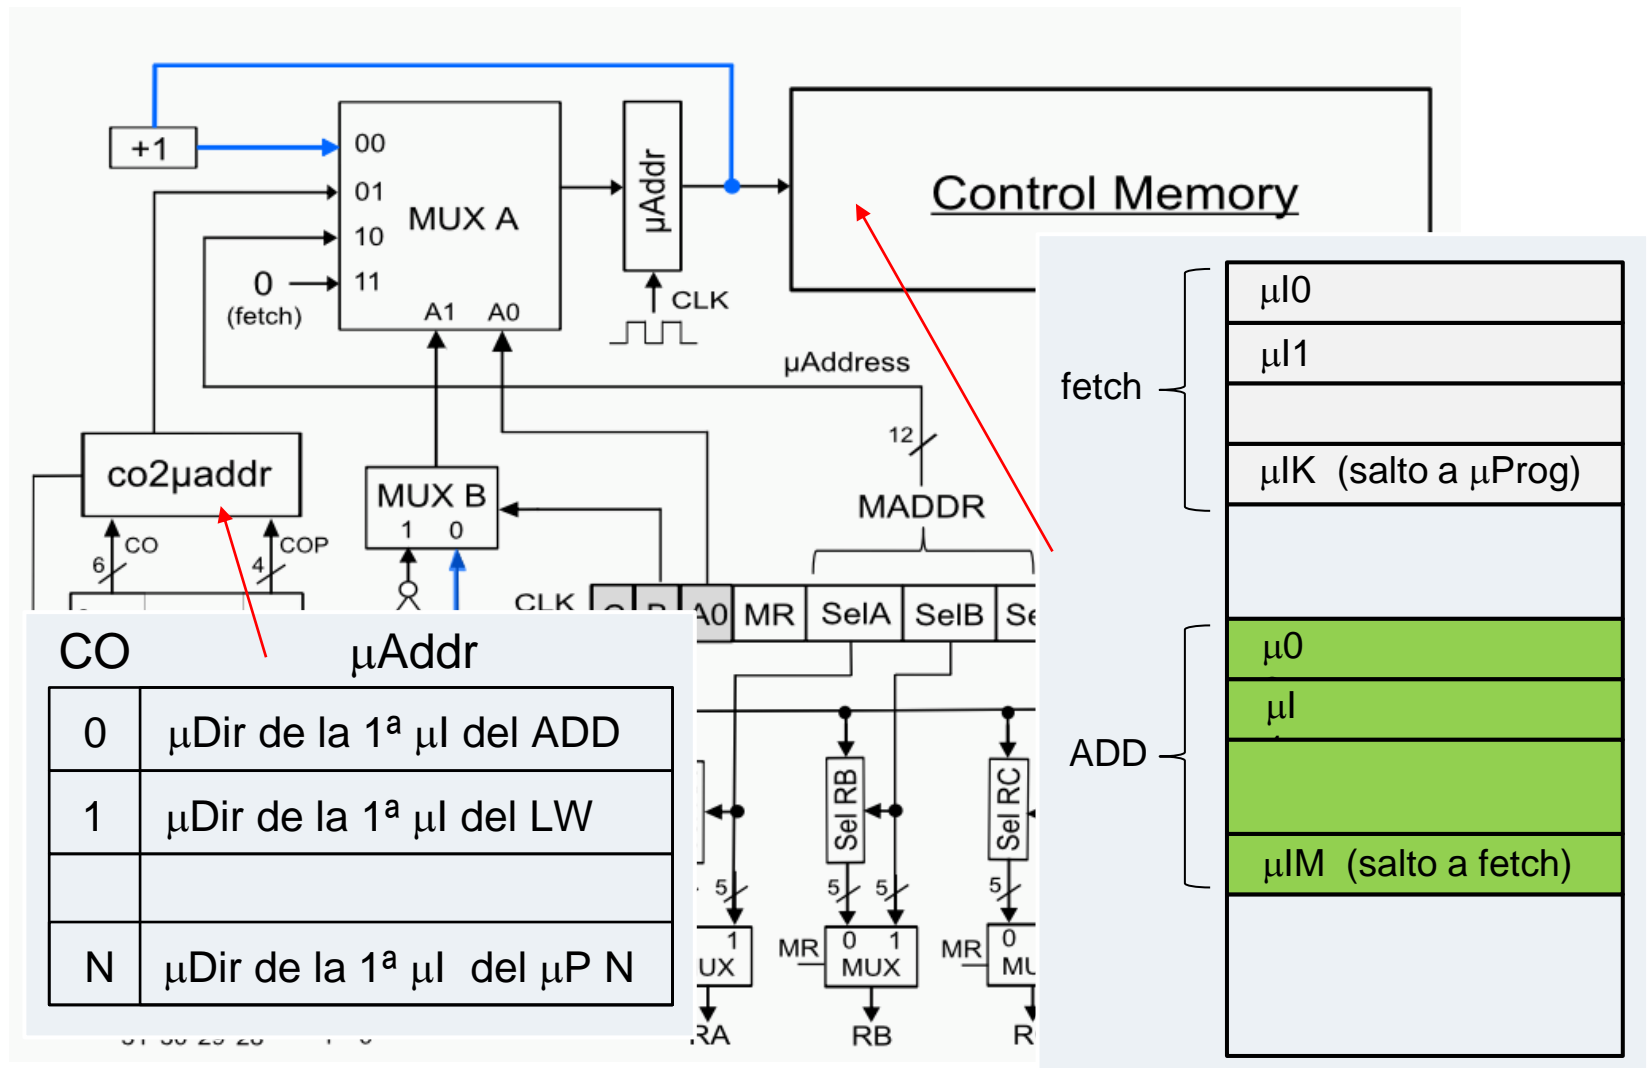 +1
00
01
10
11
MUX A
A1 A0
0
(fetch)
µAddr
CLK
Control Memory
µAddress
12
MADDR
co2µaddr
CO
6
COP
4
MUX B
1 0
CLK
A0 MR SelA SelB
CO µAddr
0 µDir de la 1ª µI del ADD
1 µDir de la 1ª µI del LW
N µDir de la 1ª µI del µP N
Sel RB
Sel RC
5
5
5
5
1
MR
0 1
MUX
MR
0
RB
fetch
µI0
µI1
µIK (salto a µProg)
ADD
µ0
µI
µIM (salto a fetch)